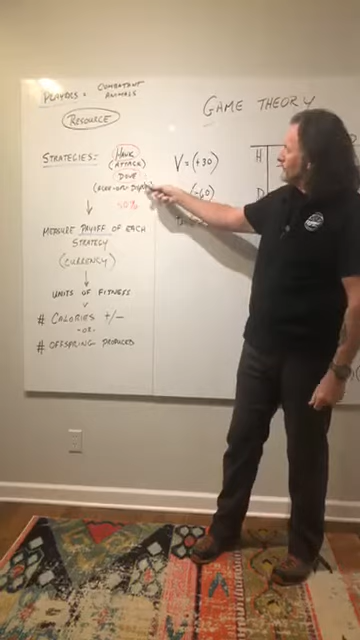 PLAYERS = COMBATANT ANIMALS
RESOURCE
STRATEGIES:
HAWK
(ATTACK)
DOVE
50%
MEASURE PAYOFF OF EACH
STRATEGY
(CURRENCY)
UNITS OF FITNESS
# CALORIES +/-
-OR-
# OFFSPRING PRODUCED
GAME THEORY
V = (+30)
H
D